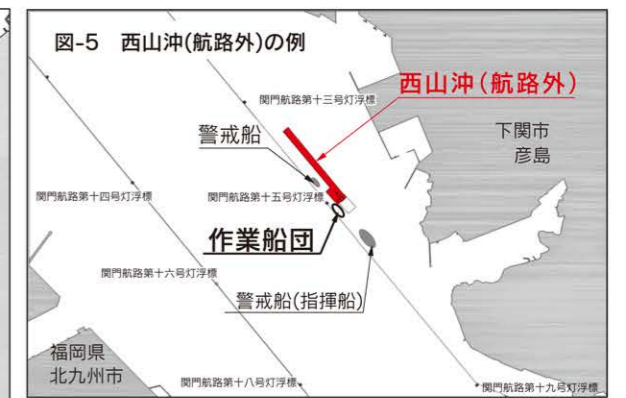 図-5 西山沖(航路外)の例
関門航路第十三号灯浮標
西山沖(航路外)
警戒船
下関市
彦島
関門航路第十四号灯浮標
関門航路第十五号灯浮標
作業船団
関門航路第十六号灯浮標
警戒船(指揮船)
福岡県
北九州市
関門航路第十八号灯浮標
関門航路第十九号灯浮標